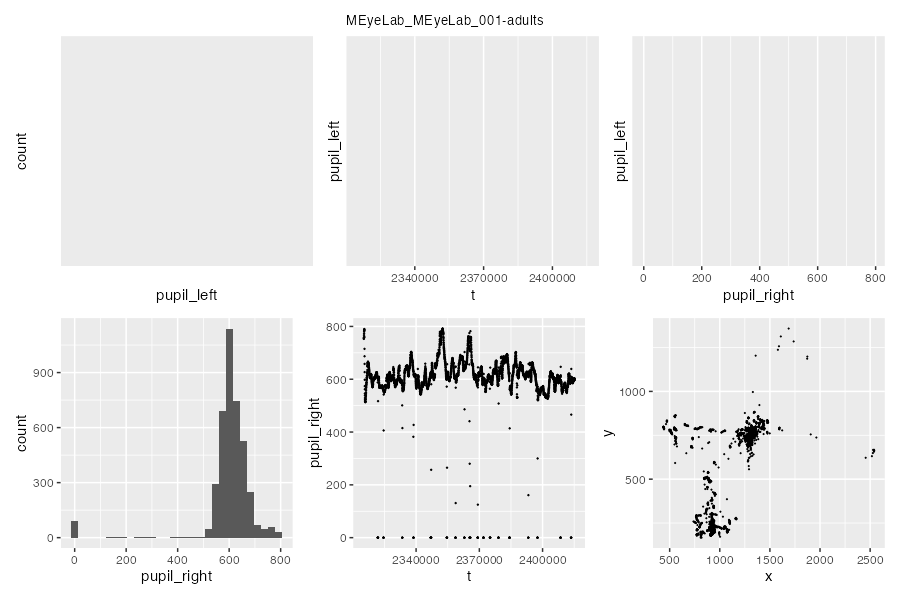 MEyeLab_MEyeLab_001-adults
count
pupil_left
pupil_left
2340000 2370000 2400000
t
pupil_left
0 200 400 600 800
pupil_right
count
900
600
300
0
0 200 400 600 800
pupil_right
pupil_right
800
600
400
200
0
2340000 2370000 2400000
t
y
1000
500
500 1000 1500 2000 2500
x